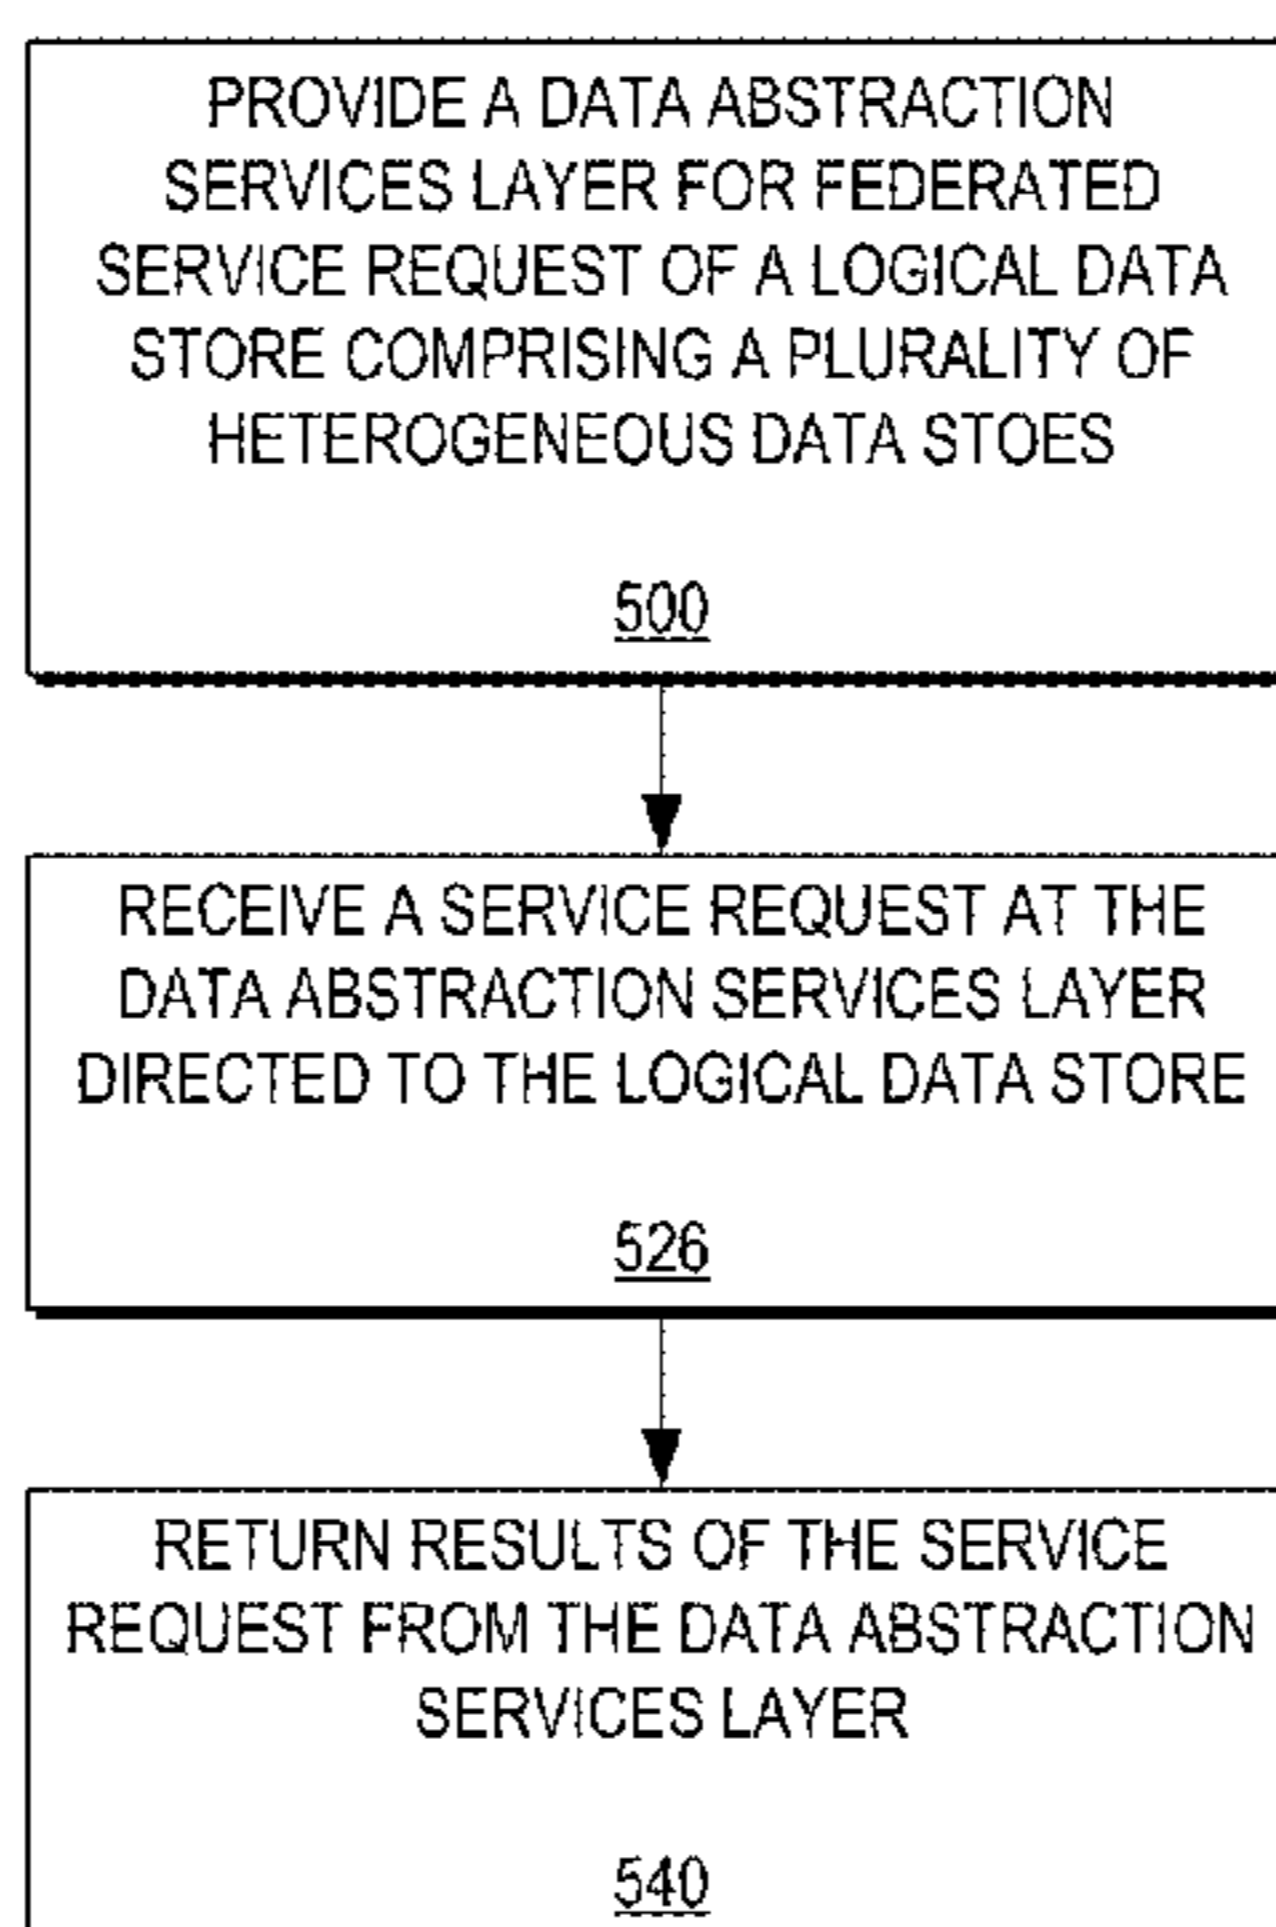 PROVIDE A DATA ABSTRACTION
SERVICES LAYER FOR FEDERATED
SERVICE REQUEST OF A LOGICAL DATA
STORE COMPRISING A PLURALITY OF
HETEROGENEOUS DATA STOES
500
RECEIVE A SERVICE REQUEST AT THE
DATA ABSTRACTION SERVICES LAYER
DIRECTED TO THE LOGICAL DATA STORE
526
RETURN RESULTS OF THE SERVICE
REQUEST FROM THE DATA ABSTRACTION
SERVICES LAYER
540